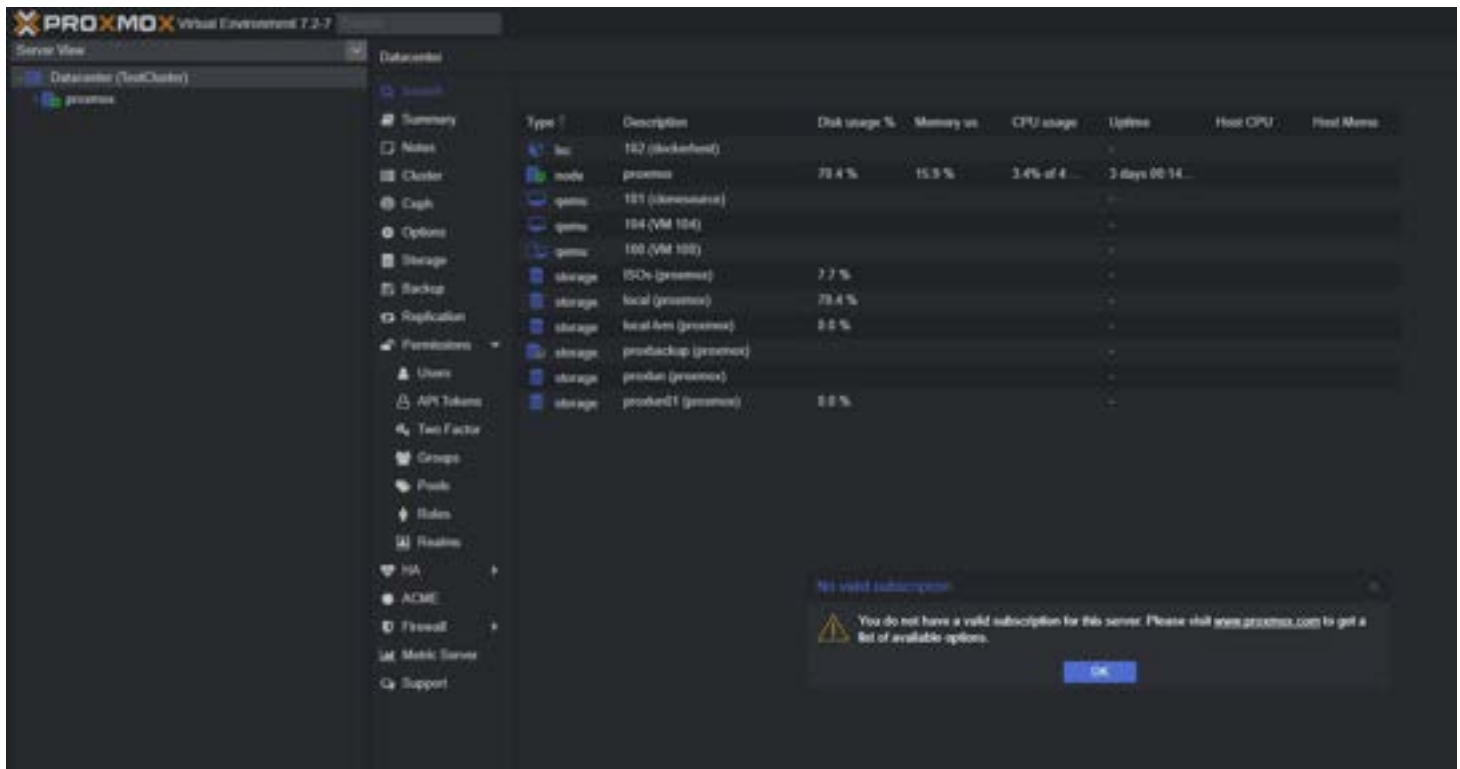 PROXMOX Virtual Environment 7.2-7
Server View
Datacenter (TestCluster)
proxmox
Datacenter
Search
Summary
Notes
Cluster
Ceph
Options
Storage
Backup
Replication
Permissions
Users
API Tokens
Two Factor
Groups
Pools
Roles
Realms
HA
ACME
Firewall
Metric Server
Support
Type Description Disk usage % Memory us CPU usage Uptime Host CPU Host Memo
lxc 102 (dockerhost) -
node proxmox 78.4 % 15.9 % 3.4% of 4 ... 3 days 00:14...
qemu 101 (clonesource) -
qemu 104 (VM 104) -
qemu 100 (VM 100) -
storage ISOs (proxmox) 7.7 % -
storage local (proxmox) 78.4 % -
storage local-lvm (proxmox) 0.0 % -
storage proxbackup (proxmox) -
storage (proxmox) -
storage (proxmox) 0.0 % -
No valid subscription
You do not have a valid subscription for this server. Please visit www.proxmox.com to get a
list of available options.
OK